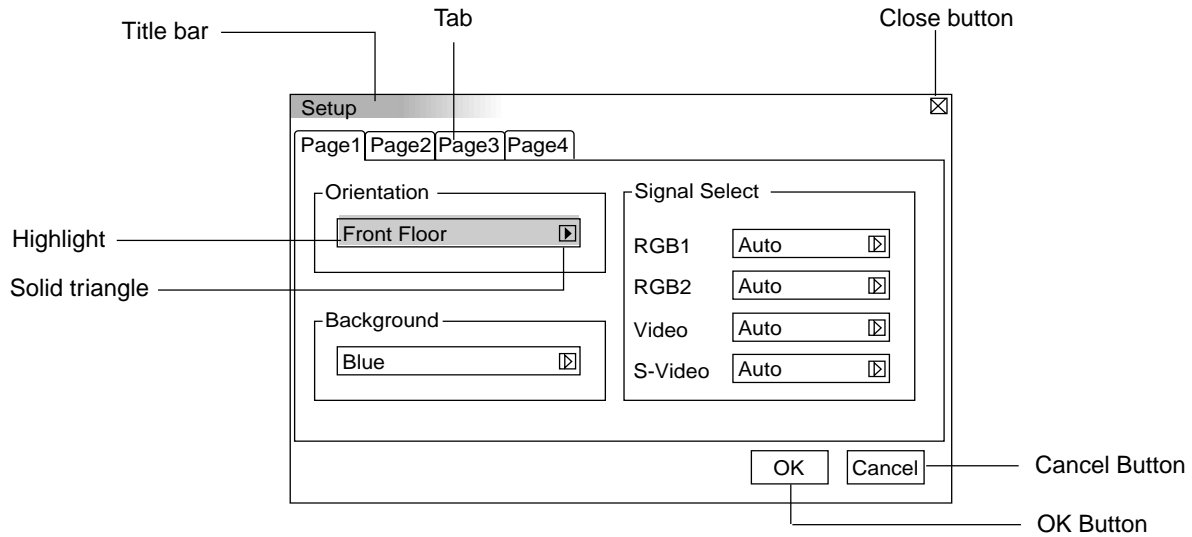 Title bar
Tab
Close button
Setup
Page1 Page2 Page3 Page4
Orientation
Front Floor
Highlight
Solid triangle
Background
Blue
Signal Select
RGB1 Auto
RGB2 Auto
Video Auto
S-Video Auto
OK Cancel
Cancel Button
OK Button